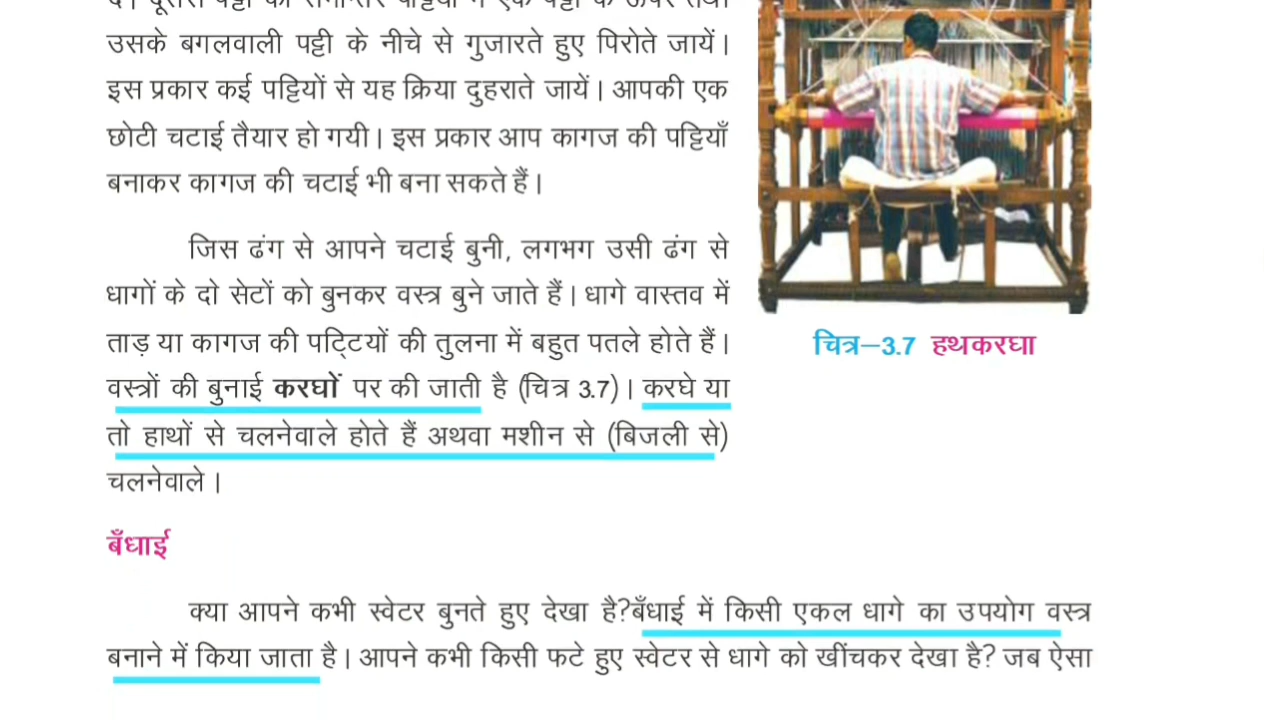 उसके बगलवाली पट्टी के नीचे से गुजारते हुए पिरोते जायें।
इस प्रकार कई पट्टियों से यह क्रिया दुहराते जायें। आपकी एक
छोटी चटाई तैयार हो गयी। इस प्रकार आप कागज की पट्टियाँ
बनाकर कागज की चटाई भी बना सकते हैं।
जिस ढंग से आपने चटाई बुनी, लगभग उसी ढंग से
धागों के दो सेटों को बुनकर वस्त्र बुने जाते हैं। धागे वास्तव में
ताड़ या कागज की पटि्टयों की तुलना में बहुत पतले होते हैं।
वस्त्रों की बुनाई करघों पर की जाती है (चित्र 3.7)। करघे या
तो हाथों से चलनेवाले होते हैं अथवा मशीन से (बिजली से)
चलनेवाले।
चित्र–3.7 हथकरघा
बँधाई
क्या आपने कभी स्वेटर बुनते हुए देखा है?बँधाई में किसी एकल धागे का उपयोग वस्त्र
बनाने में किया जाता है। आपने कभी किसी फटे हुए स्वेटर से धागे को खींचकर देखा है? जब ऐसा